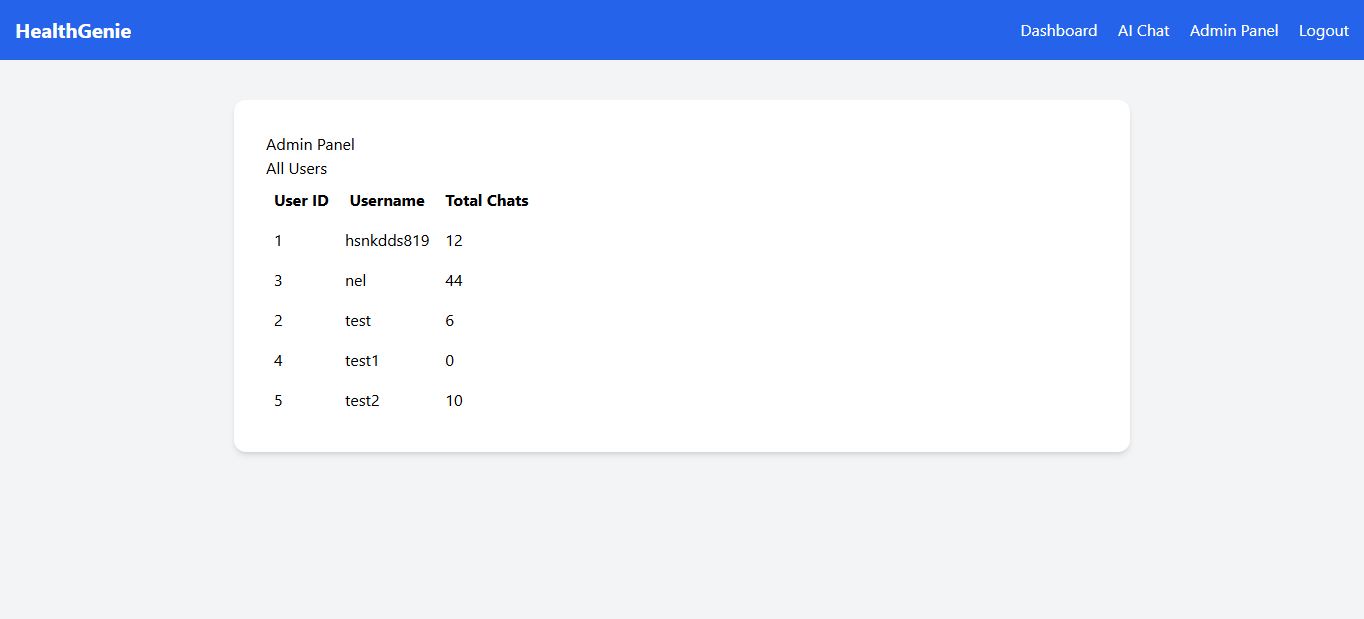 HealthGenie Dashboard AI Chat Admin Panel Logout
Admin Panel
All Users
User ID Username Total Chats
1 hsnkdds819 12
3 nel 44
2 test 6
4 test1 0
5 test2 10